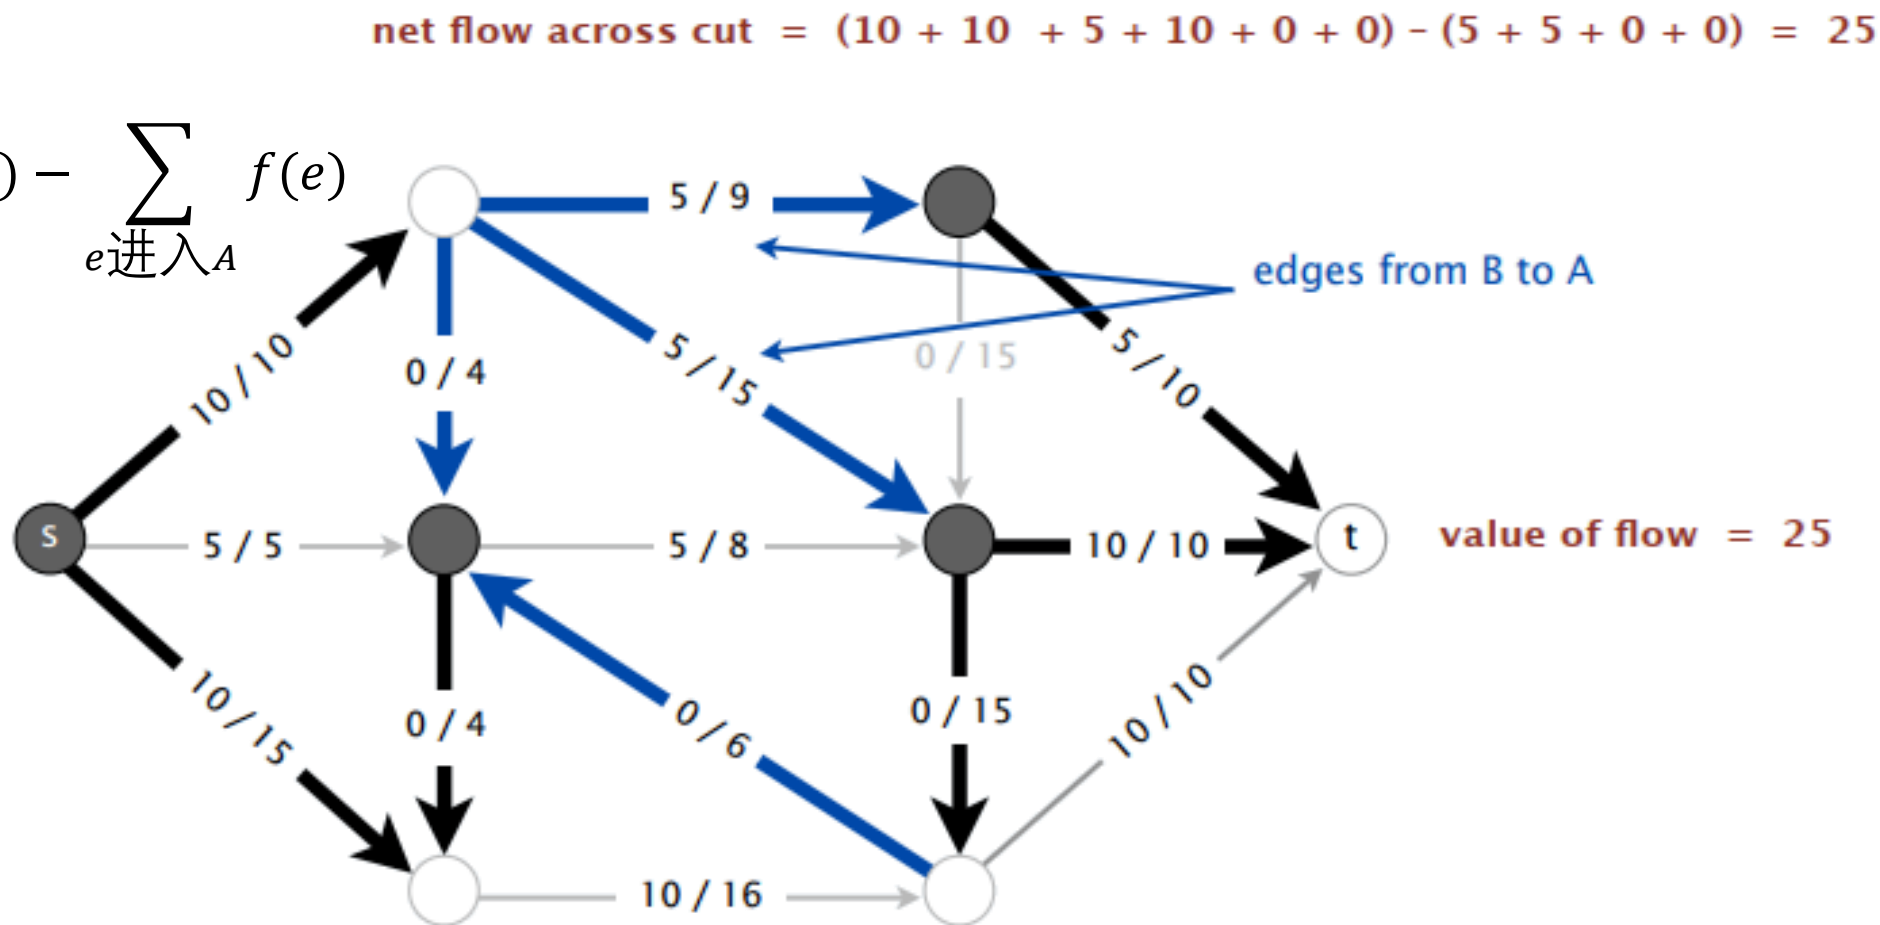 net flow across cut = (10 + 10 + 5 + 10 + 0 + 0) – (5 + 5 + 0 + 0) = 25
) − ∑ f(e)
e进入A
5 / 9
edges from B to A
10 / 10
0 / 4
5 / 15
0 / 15
5 / 10
s
5 / 5
5 / 8
10 / 10
t
value of flow = 25
10 / 15
0 / 4
0 / 6
0 / 15
10 / 10
10 / 16